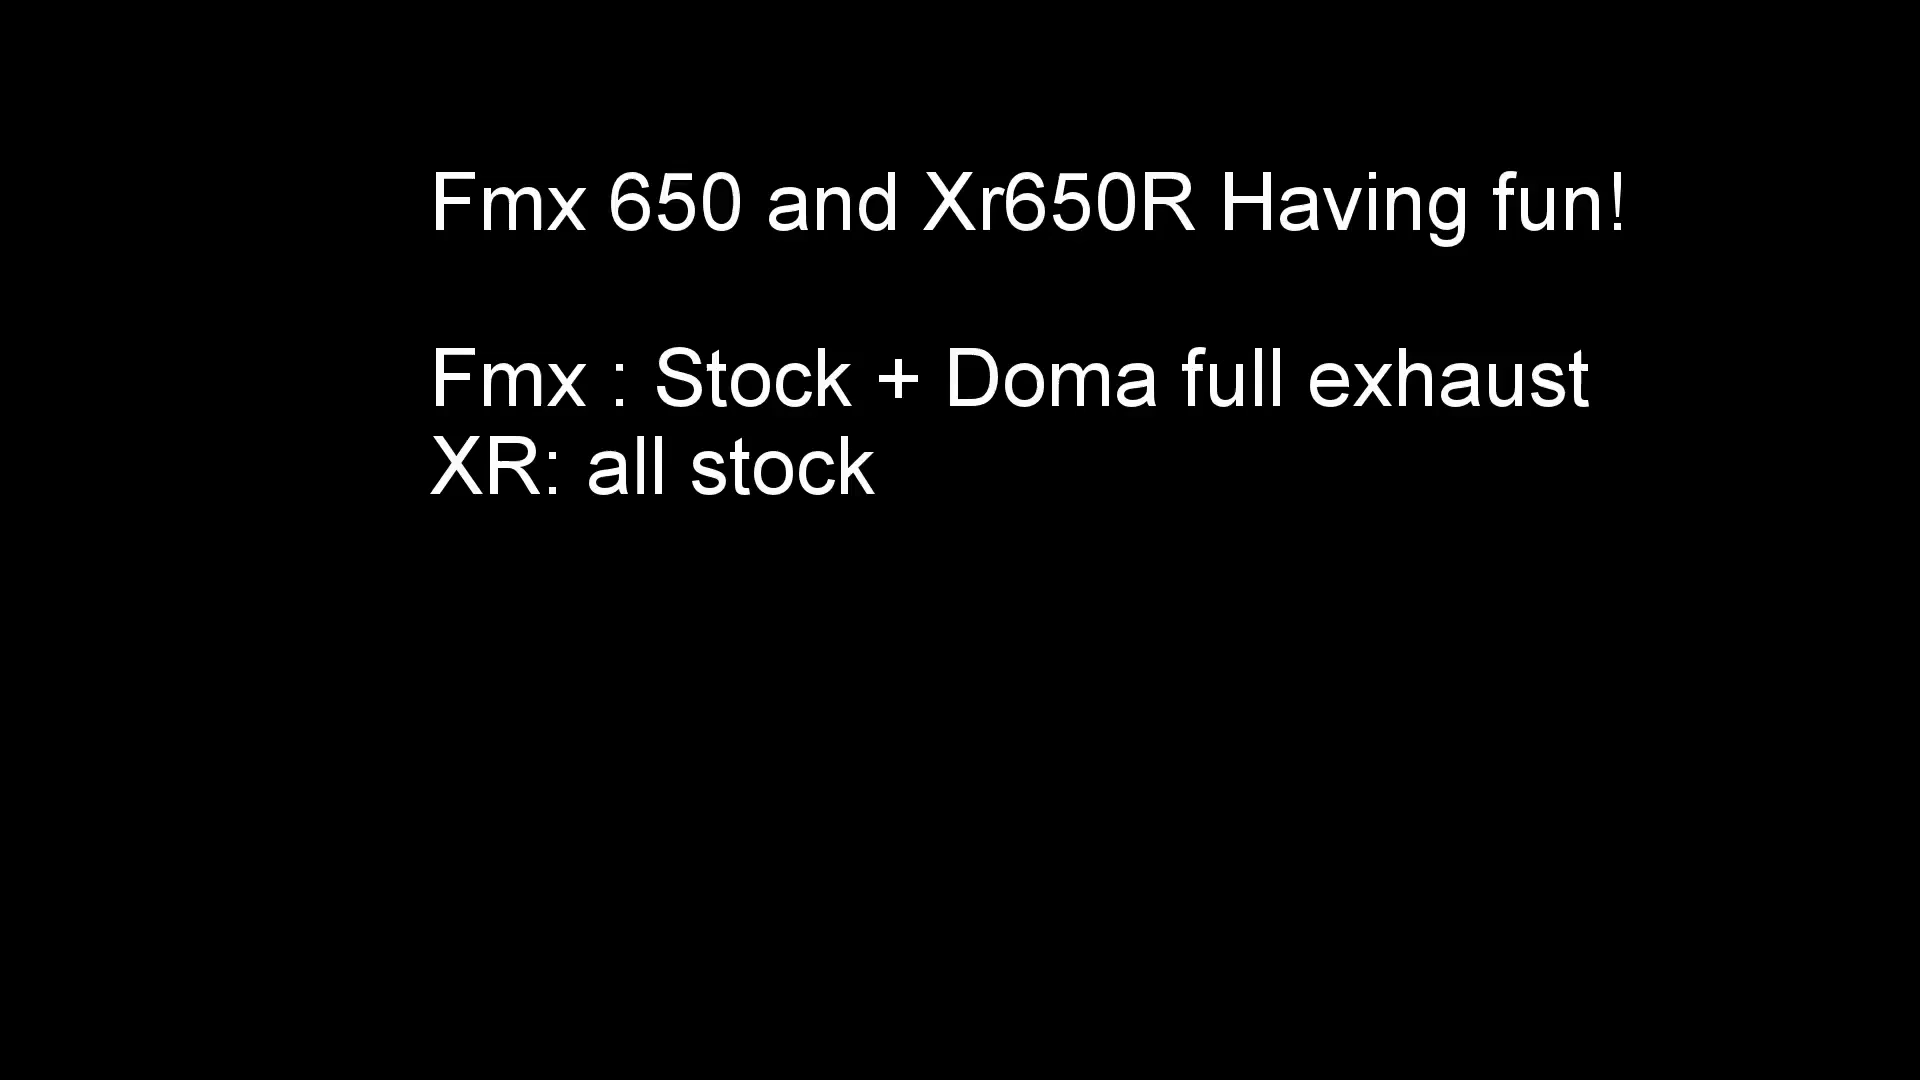 Fmx 650 and Xr650R Having fun!
Fmx : Stock + Doma full exhaust
XR: all stock